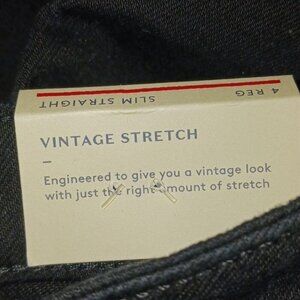 4 REG
SLIM STRAIGHT
VINTAGE STRETCH
–
Engineered to give you a vintage look
with just the right amount of stretch